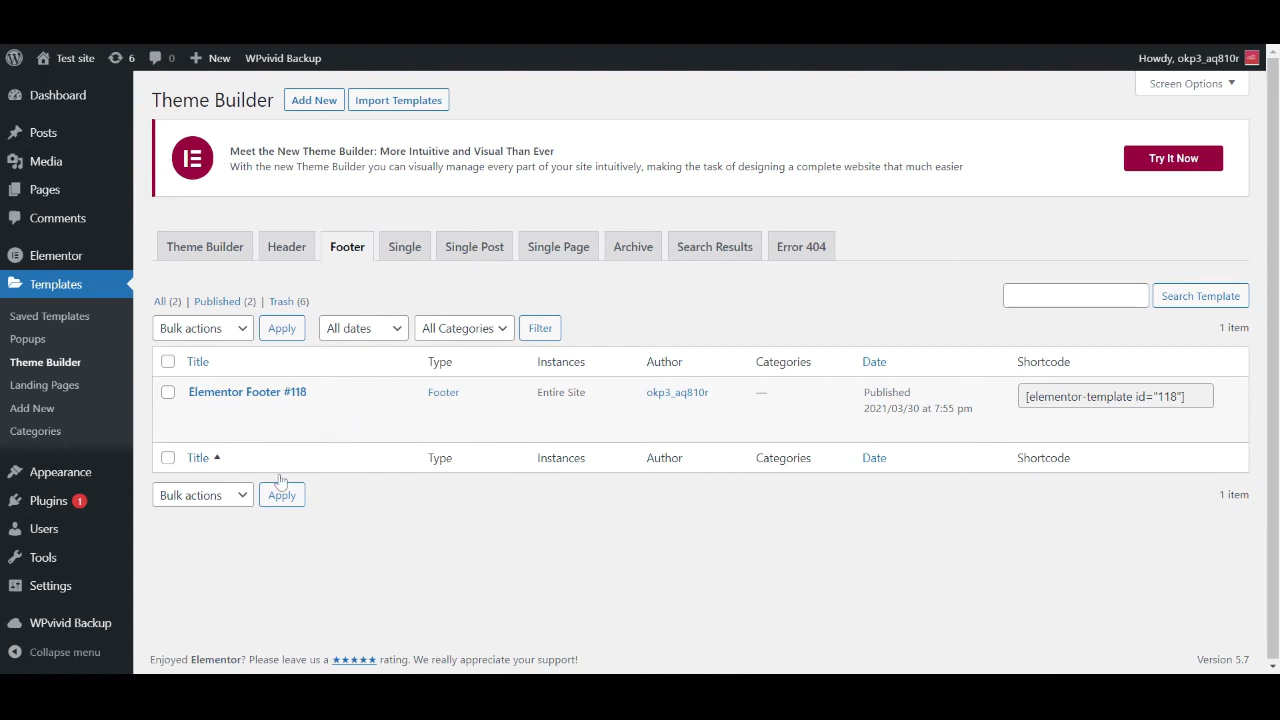 Test site 6 0 New WPvivid Backup Howdy, okp3_aq810r
Dashboard
Posts
Media
Pages
Comments
Elementor
Templates
Saved Templates
Popups
Theme Builder
Landing Pages
Add New
Categories
Appearance
Plugins 1
Users
Tools
Settings
WPvivid Backup
Collapse menu
Screen Options
Theme Builder Add New Import Templates
Meet the New Theme Builder: More Intuitive and Visual Than Ever
With the new Theme Builder you can visually manage every part of your site intuitively, making the task of designing a complete website that much easier
Try It Now
Theme Builder Header Footer Single Single Post Single Page Archive Search Results Error 404
All (2) | Published (2) | Trash (6)
Search Template
Bulk actions Apply All dates All Categories Filter 1 item
Title Type Instances Author Categories Date Shortcode
Elementor Footer #118 Footer Entire Site okp3_aq810r — Published [elementor-template id="118"]
2021/03/30 at 7:55 pm
Title Type Instances Author Categories Date Shortcode
Bulk actions Apply 1 item
Enjoyed Elementor? Please leave us a ★★★★★ rating. We really appreciate your support! Version 5.7